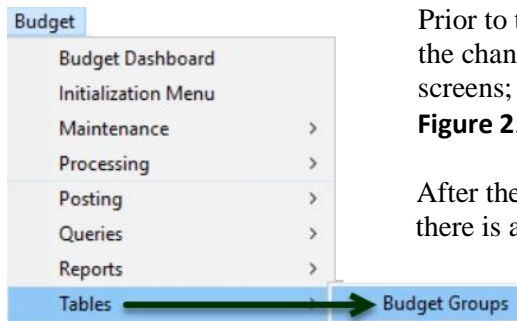 Budget
Budget Dashboard
Initialization Menu
Maintenance
Processing
Posting
Queries
Reports
Tables
Budget Groups
Prior to
the chan
screens;
Figure 2
After the
there is a